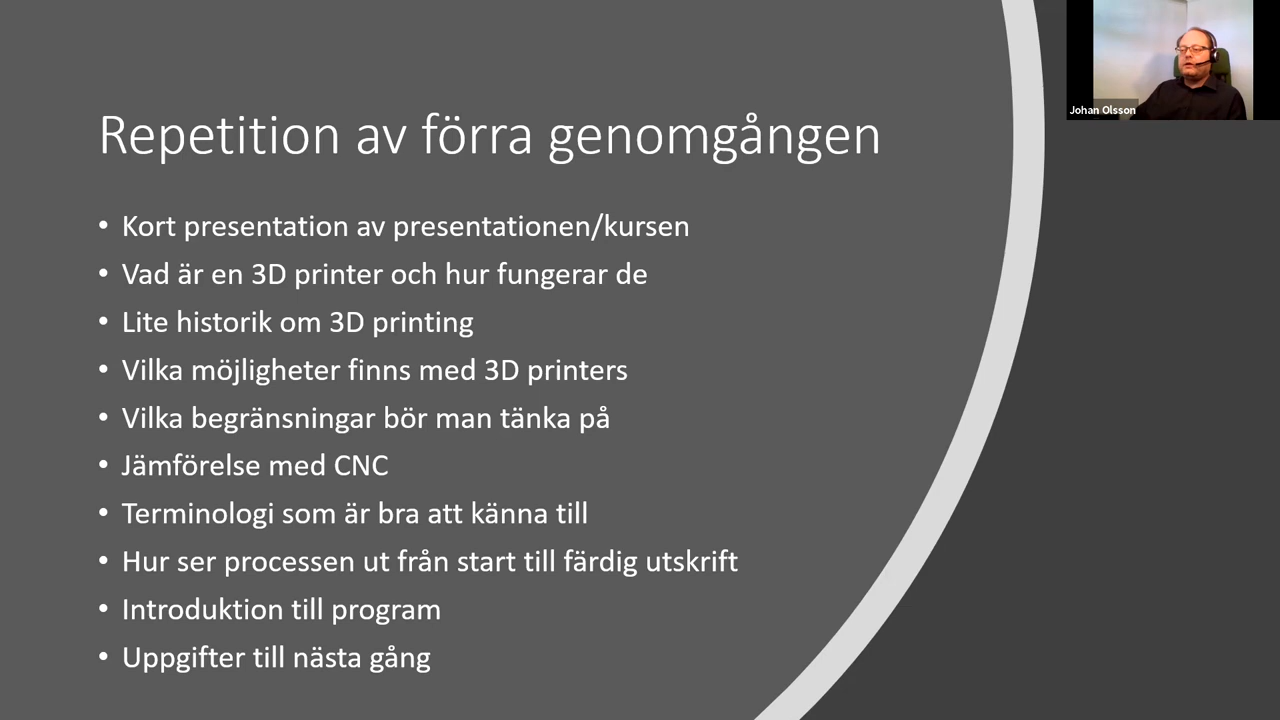 Repetition av förra genomgången
• Kort presentation av presentationen/kursen
• Vad är en 3D printer och hur fungerar de
• Lite historik om 3D printing
• Vilka möjligheter finns med 3D printers
• Vilka begränsningar bör man tänka på
• Jämförelse med CNC
• Terminologi som är bra att känna till
• Hur ser processen ut från start till färdig utskrift
• Introduktion till program
• Uppgifter till nästa gång
Johan Olsson